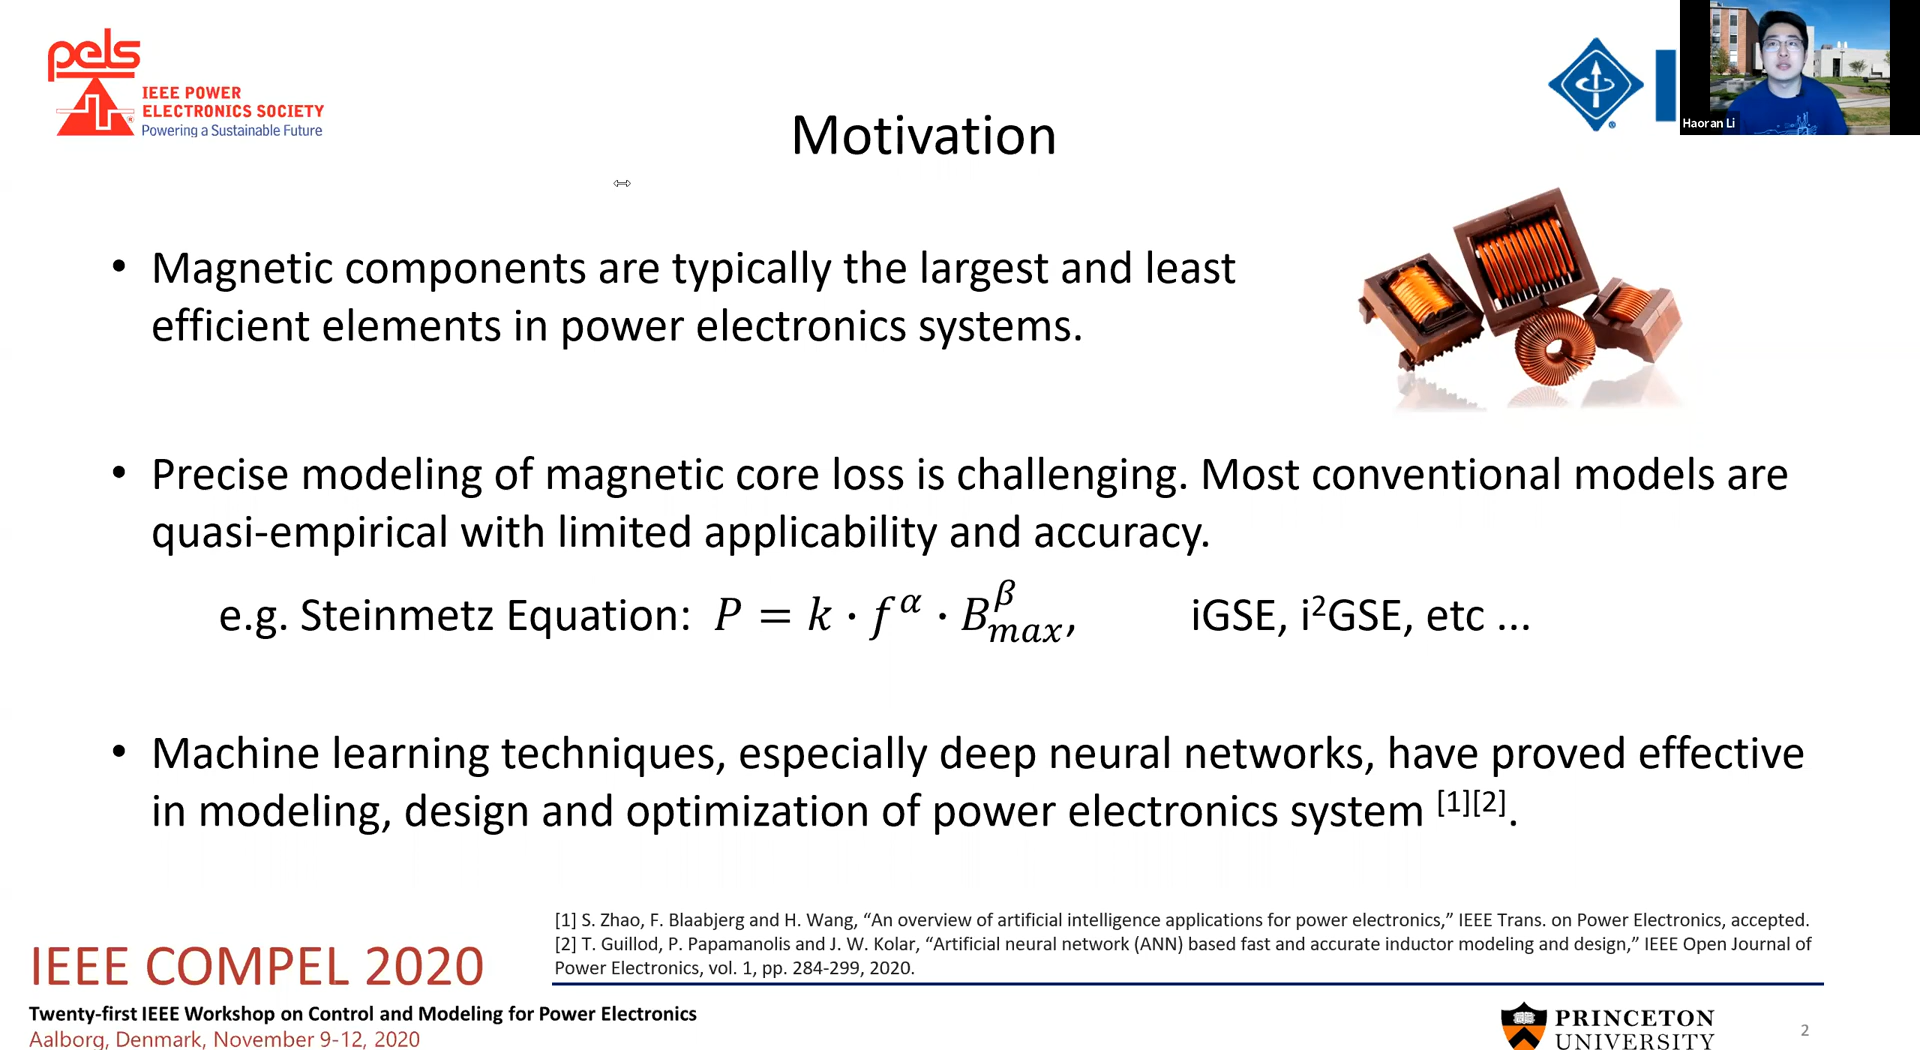 pels
IEEE POWER
ELECTRONICS SOCIETY
Powering a Sustainable Future
Haoran Li
Motivation
• Magnetic components are typically the largest and least
efficient elements in power electronics systems.
• Precise modeling of magnetic core loss is challenging. Most conventional models are
quasi-empirical with limited applicability and accuracy.
e.g. Steinmetz Equation: P = k · f^α · B_max^β, iGSE, i²GSE, etc ...
• Machine learning techniques, especially deep neural networks, have proved effective
in modeling, design and optimization of power electronics system [1][2].
[1] S. Zhao, F. Blaabjerg and H. Wang, “An overview of artificial intelligence applications for power electronics,” IEEE Trans. on Power Electronics, accepted.
[2] T. Guillod, P. Papamanolis and J. W. Kolar, “Artificial neural network (ANN) based fast and accurate inductor modeling and design,” IEEE Open Journal of
Power Electronics, vol. 1, pp. 284-299, 2020.
IEEE COMPEL 2020
Twenty-first IEEE Workshop on Control and Modeling for Power Electronics
Aalborg, Denmark, November 9-12, 2020
PRINCETON
UNIVERSITY
2